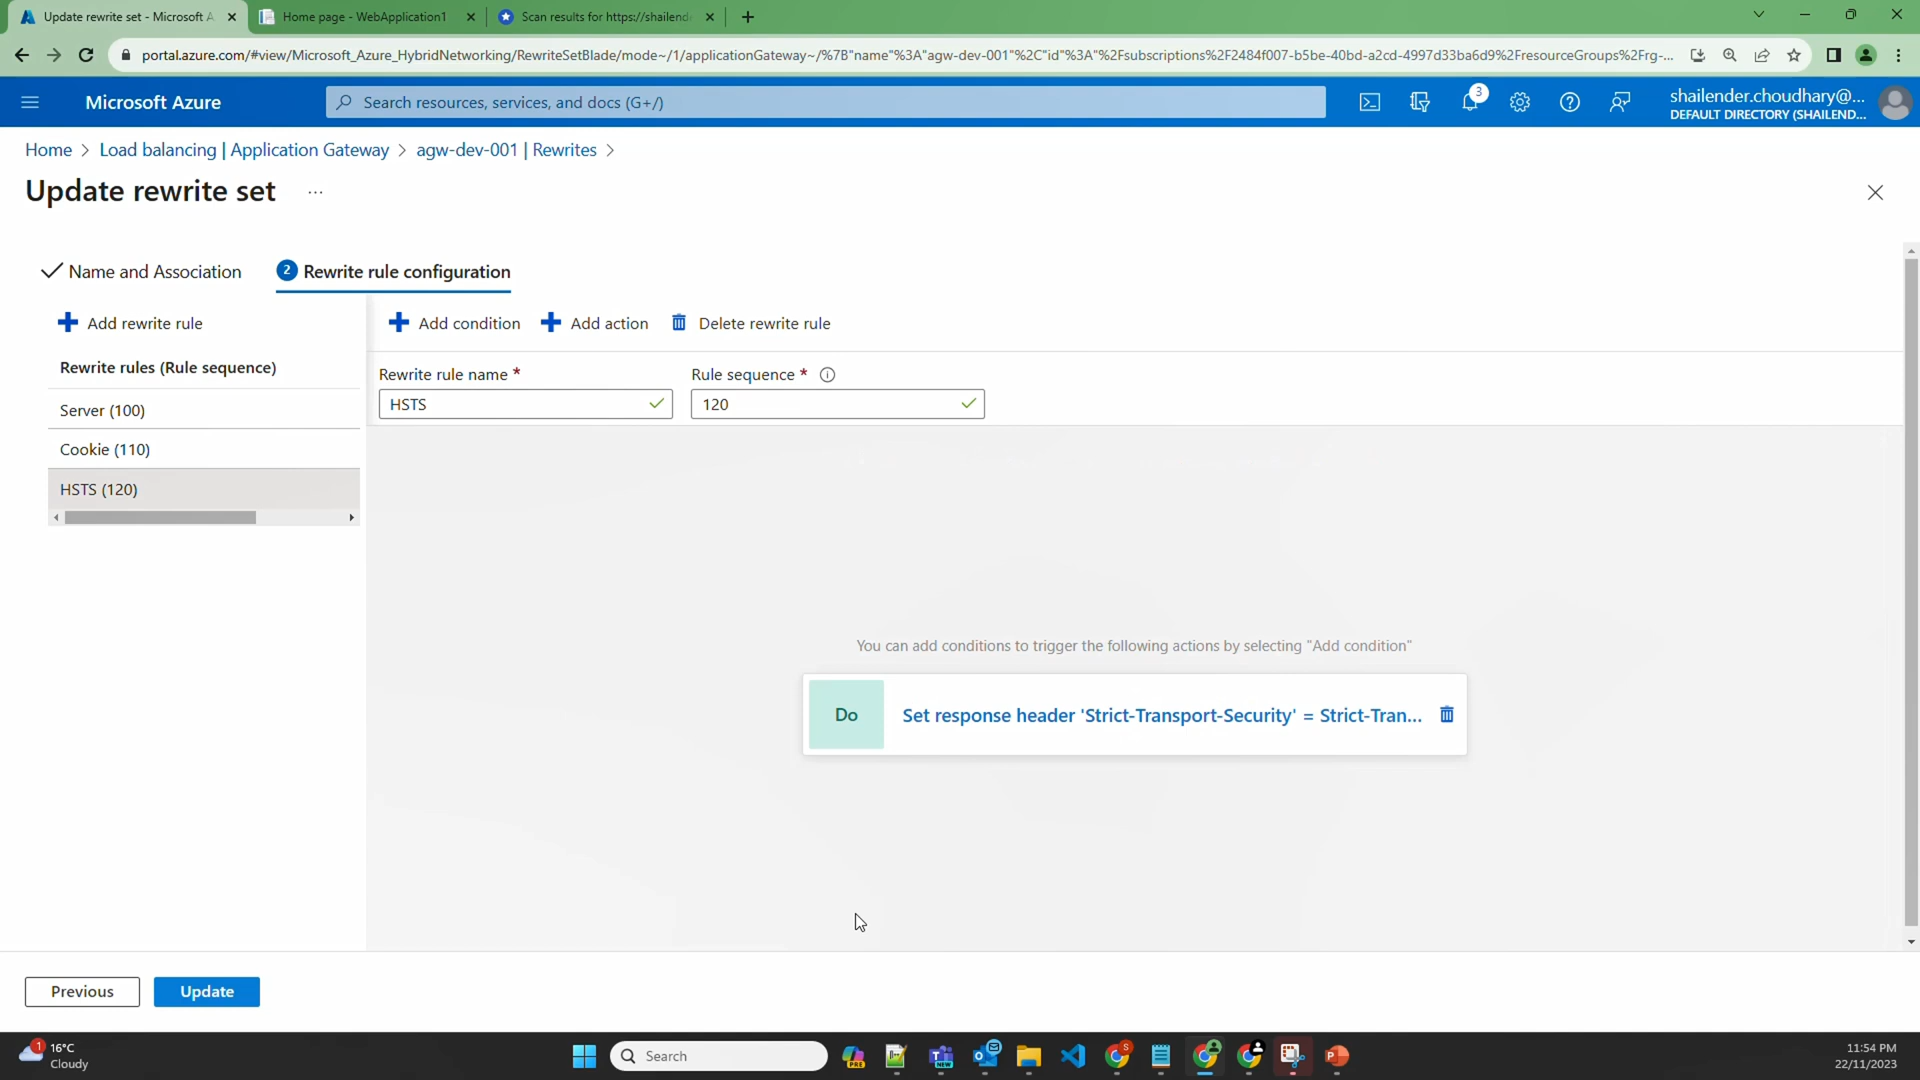 Update rewrite set - Microsoft A
Home page - WebApplication1
Scan results for https://shailend
portal.azure.com/#view/Microsoft_Azure_HybridNetworking/RewriteSetBlade/mode~/1/applicationGateway~/%7B"name"%3A"agw-dev-001"%2C"id"%3A"%2Fsubscriptions%2F2484f007-b5be-40bd-a2cd-4997d33ba6d9%2FresourceGroups%2Frg-...
Microsoft Azure
Search resources, services, and docs (G+/)
3
shailender.choudhary@...
DEFAULT DIRECTORY (SHAILEND...
Home > Load balancing | Application Gateway > agw-dev-001 | Rewrites >
Update rewrite set ...
Name and Association
2 Rewrite rule configuration
Add rewrite rule
Add condition
Add action
Delete rewrite rule
Rewrite rules (Rule sequence)
Server (100)
Cookie (110)
HSTS (120)
Rewrite rule name *
Rule sequence *
HSTS
120
You can add conditions to trigger the following actions by selecting "Add condition"
Do
Set response header 'Strict-Transport-Security' = Strict-Tran...
Previous
Update
1
16°C
Cloudy
Search
PRE
NEW
S
11:54 PM
22/11/2023